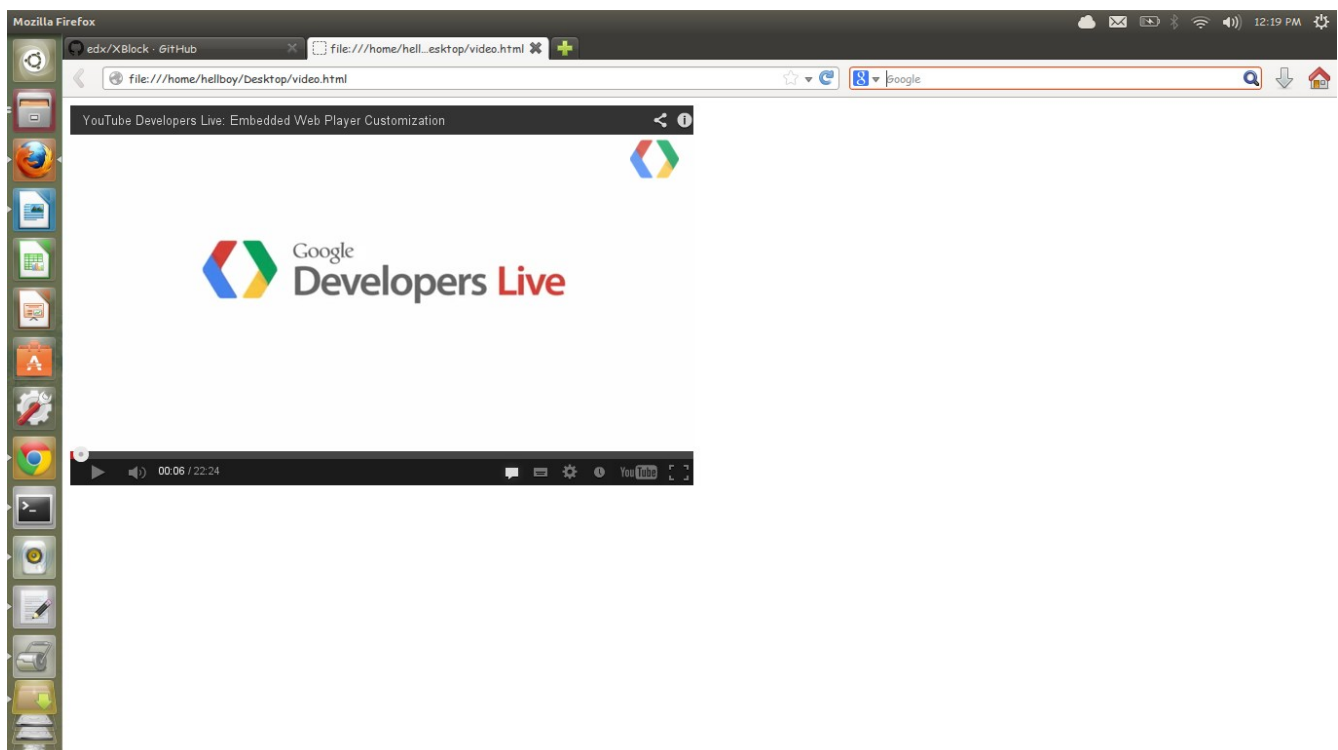 Mozilla Firefox
12:19 PM
edx/XBlock · GitHub
file:///home/hell...esktop/video.html
file:///home/hellboy/Desktop/video.html
Google
YouTube Developers Live: Embedded Web Player Customization
Google
Developers Live
00:06 / 22:24
YouTube